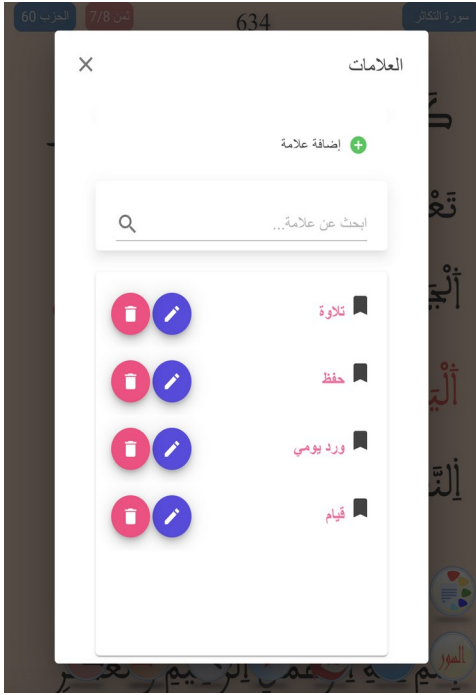 سورة التكاثر 634 ثمن 7/8 الحزب 60
العلامات
إضافة علامة
ابحث عن علامة...
تلاوة
حفظ
ورد يومي
قيام
السور